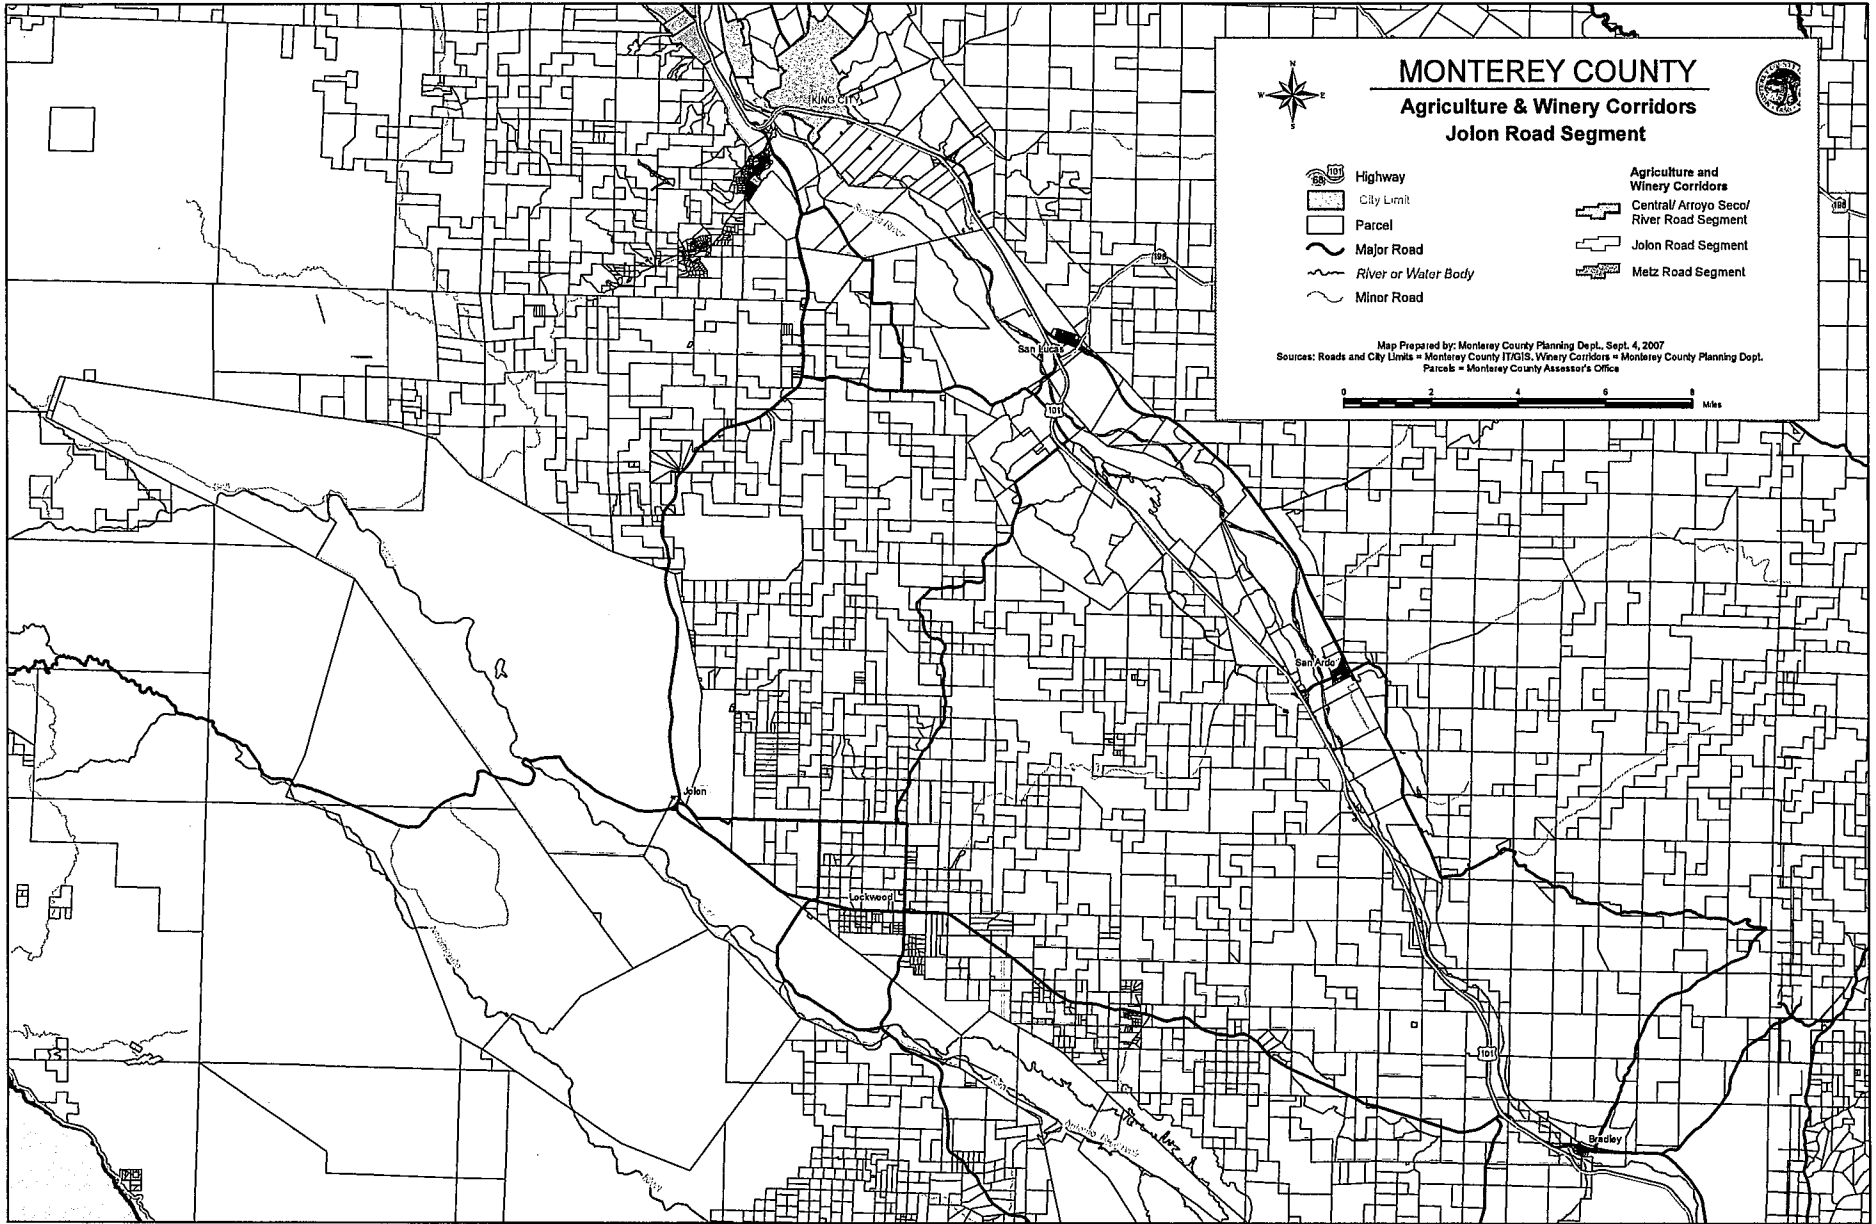 MONTEREY COUNTY
Agriculture & Winery Corridors
Jolon Road Segment
N
W
E
S
68
101
Highway
City Limit
Parcel
Major Road
River or Water Body
Minor Road
Agriculture and
Winery Corridors
Central/ Arroyo Seco/
River Road Segment
Jolon Road Segment
Metz Road Segment
Map Prepared by: Monterey County Planning Dept., Sept. 4, 2007
Sources: Roads and City Limits = Monterey County IT/GIS, Winery Corridors = Monterey County Planning Dept.
Parcels = Monterey County Assessor's Office
0
2
4
6
8
Miles
KING CITY
198
198
San Lucas
101
San Ardo
Jolon
Lockwood
101
Bradley